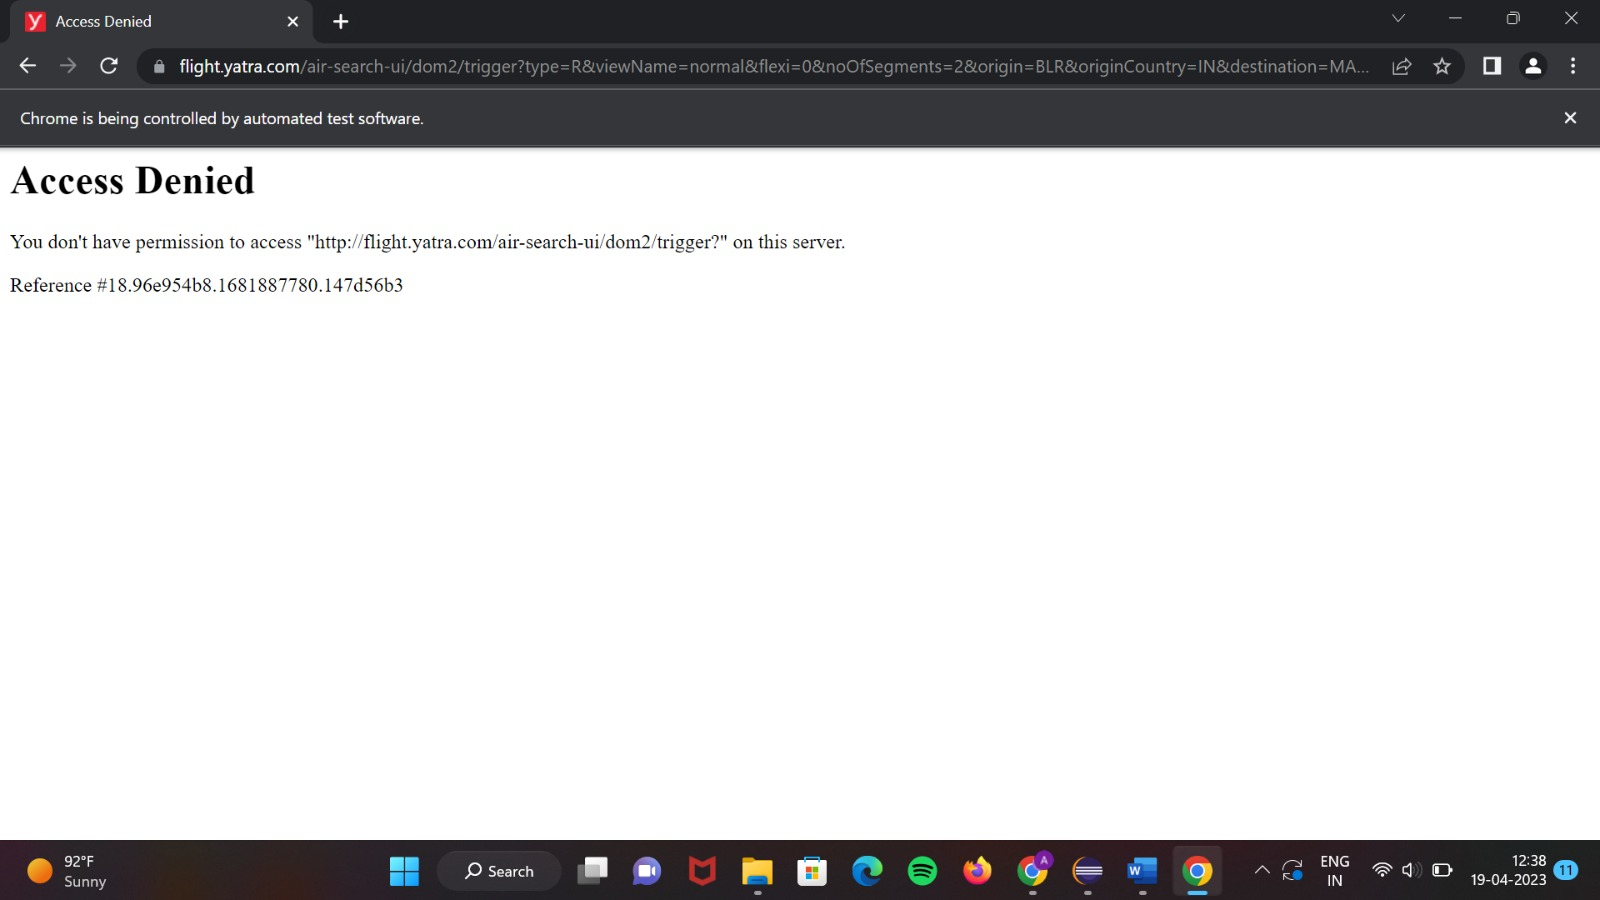 Access Denied
flight.yatra.com/air-search-ui/dom2/trigger?type=R&viewName=normal&flexi=0&noOfSegments=2&origin=BLR&originCountry=IN&destination=MA...
Chrome is being controlled by automated test software.
Access Denied
You don't have permission to access "http://flight.yatra.com/air-search-ui/dom2/trigger?" on this server.
Reference #18.96e954b8.1681887780.147d56b3
92°F
Sunny
Search
A
W
ENG
IN
12:38
19-04-2023
11